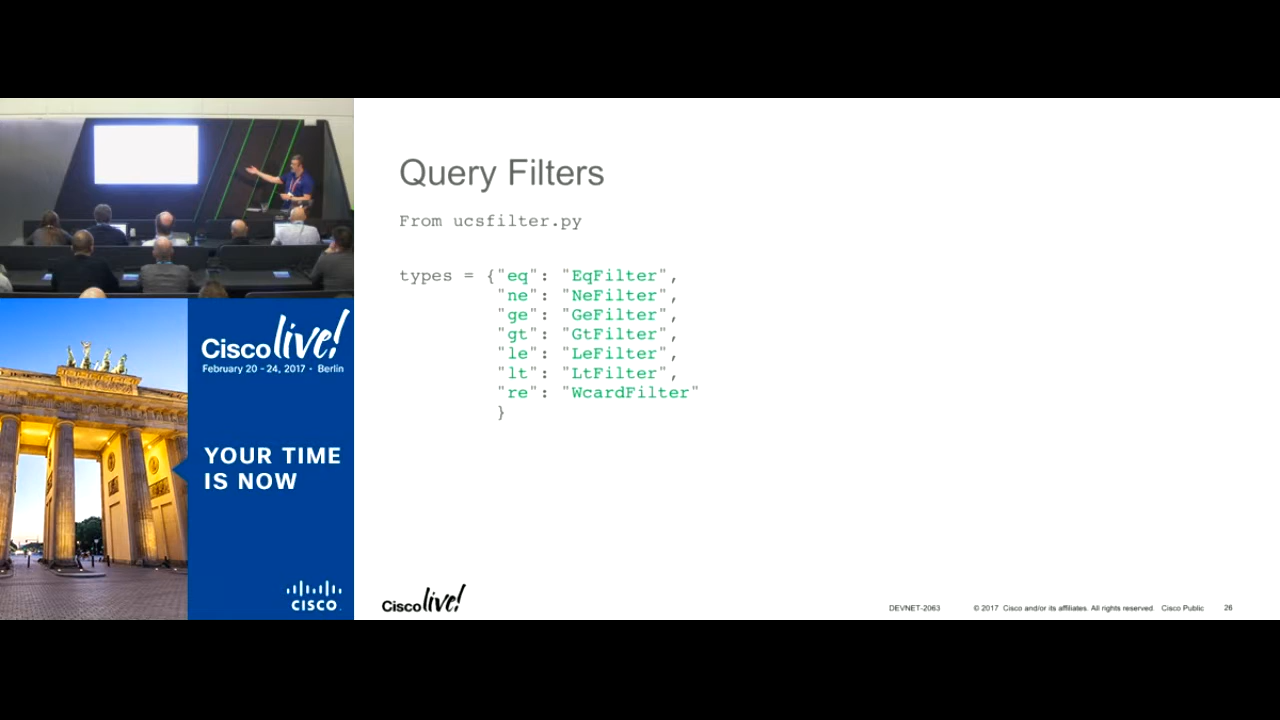 Query Filters
From ucsfilter.py
types = {"eq": "EqFilter",
"ne": "NeFilter",
"ge": "GeFilter",
"gt": "GtFilter",
"le": "LeFilter",
"lt": "LtFilter",
"re": "WcardFilter"
}
Cisco live!
February 20 - 24, 2017 • Berlin
YOUR TIME
IS NOW
CISCO.
Cisco live!
DEVNET-2063 © 2017 Cisco and/or its affiliates. All rights reserved. Cisco Public 26